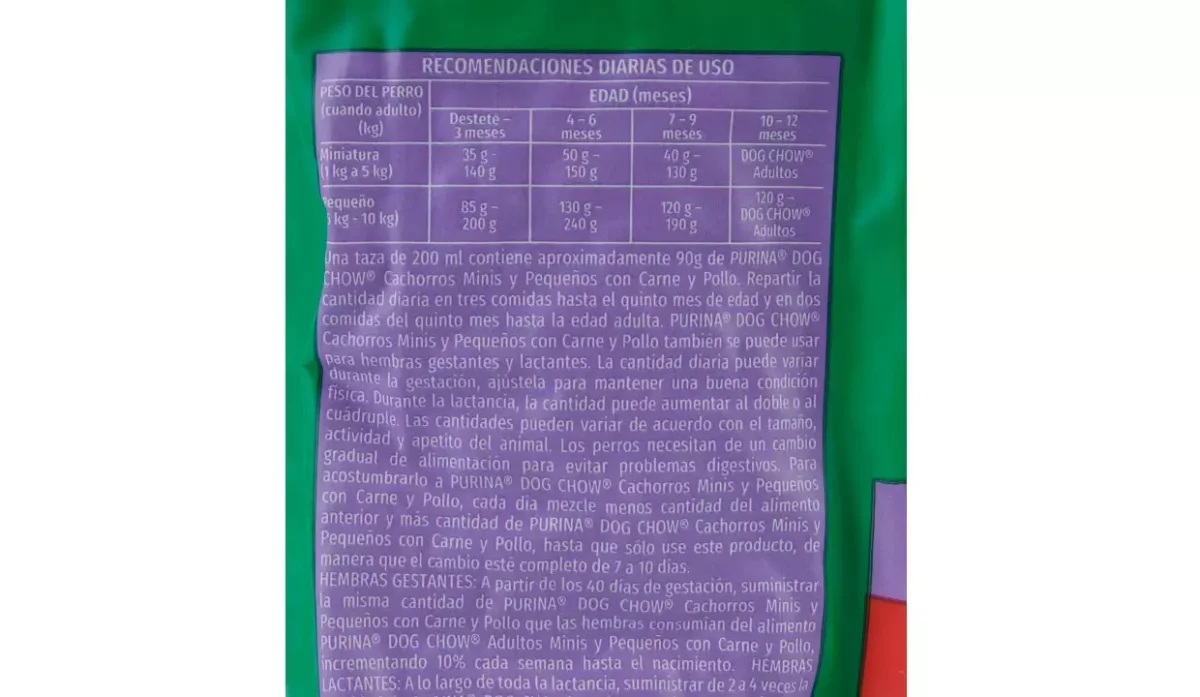 RECOMENDACIONES DIARIAS DE USO
PESO DEL PERRO
(cuando adulto)
(kg)
EDAD (meses)
Destete –
3 meses
4 – 6
meses
7 – 9
meses
10 – 12
meses
Miniatura
(1 kg a 5 kg)
35 g -
140 g
50 g –
150 g
40 g –
130 g
DOG CHOW®
Adultos
Pequeño
kg - 10 kg)
85 g –
200 g
130 g –
240 g
120 g –
190 g
120 g –
DOG CHOW®
Adultos
Una taza de 200 ml contiene aproximadamente 90g de PURINA® DOG
CHOW® Cachorros Minis y Pequeños con Carne y Pollo. Repartir la
cantidad diaria en tres comidas hasta el quinto mes de edad y en dos
comidas del quinto mes hasta la edad adulta. PURINA® DOG CHOW®
Cachorros Minis y Pequeños con Carne y Pollo también se puede usar
para hembras gestantes y lactantes. La cantidad diaria puede variar
durante la gestación, ajústela para mantener una buena condición
física. Durante la lactancia, la cantidad puede aumentar al doble o al
cuádruple. Las cantidades pueden variar de acuerdo con el tamaño,
actividad y apetito del animal. Los perros necesitan de un cambio
gradual de alimentación para evitar problemas digestivos. Para
acostumbrarlo a PURINA® DOG CHOW® Cachorros Minis y Pequeños
con Carne y Pollo, cada día mezcle menos cantidad del alimento
anterior y más cantidad de PURINA® DOG CHOW® Cachorros Minis y
Pequeños con Carne y Pollo, hasta que sólo use este producto, de
manera que el cambio esté completo de 7 a 10 días.
HEMBRAS GESTANTES: A partir de los 40 días de gestación, suministrar
la misma cantidad de PURINA® DOG CHOW® Cachorros Minis y
Pequeños con Carne y Pollo que las hembras consumían del alimento
PURINA® DOG CHOW® Adultos Minis y Pequeños con Carne y Pollo,
incrementando 10% cada semana hasta el nacimiento. HEMBRAS
LACTANTES: A lo largo de toda la lactancia, suministrar de 2 a 4 veces la